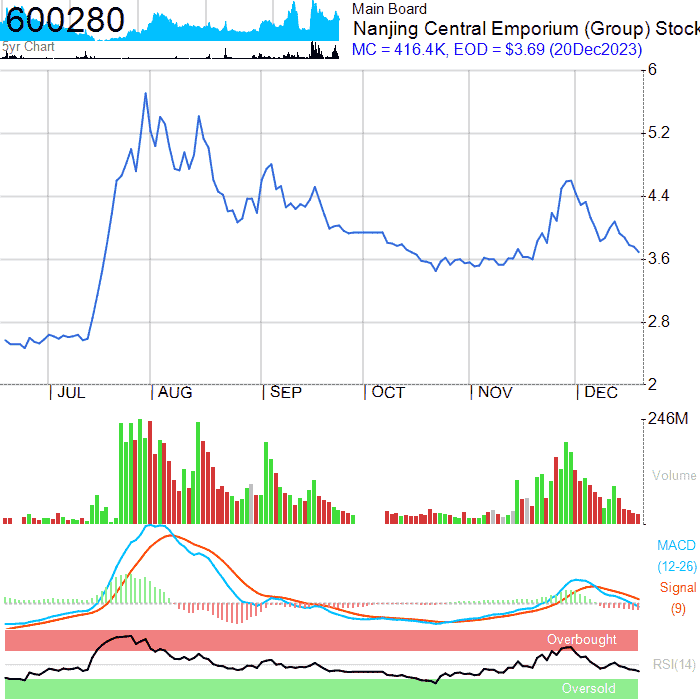 600280
5yr Chart
Main Board
Nanjing Central Emporium (Group) Stock
MC = 416.4K, EOD = $3.69 (20Dec2023)
6
5.2
4.4
3.6
2.8
2
| JUL | AUG | SEP | OCT | NOV | DEC
246M
Volume
MACD
(12-26)
Signal
(9)
Overbought
RSI(14)
Oversold